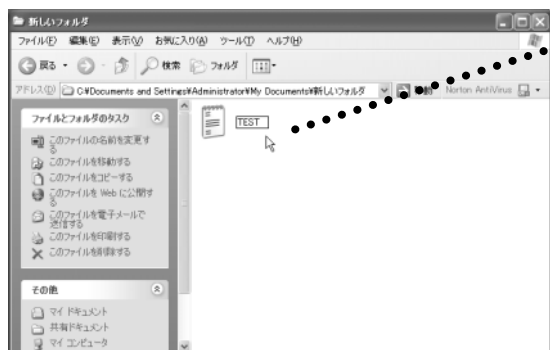 新しいフォルダ
ファイル(F) 編集(E) 表示(V) お気に入り(A) ツール(T) ヘルプ(H)
戻る 検索 フォルダ
アドレス(D) C:¥Documents and Settings¥Administrator¥My Documents¥新しいフォルダ 移動 Norton AntiVirus
ファイルとフォルダのタスク
このファイルの名前を変更す
る
このファイルを移動する
このファイルをコピーする
このファイルを Web に公開す
る
このファイルを電子メールで
送信する
このファイルを印刷する
このファイルを削除する
TEST
その他
マイ ドキュメント
共有ドキュメント
マイ コンピュータ